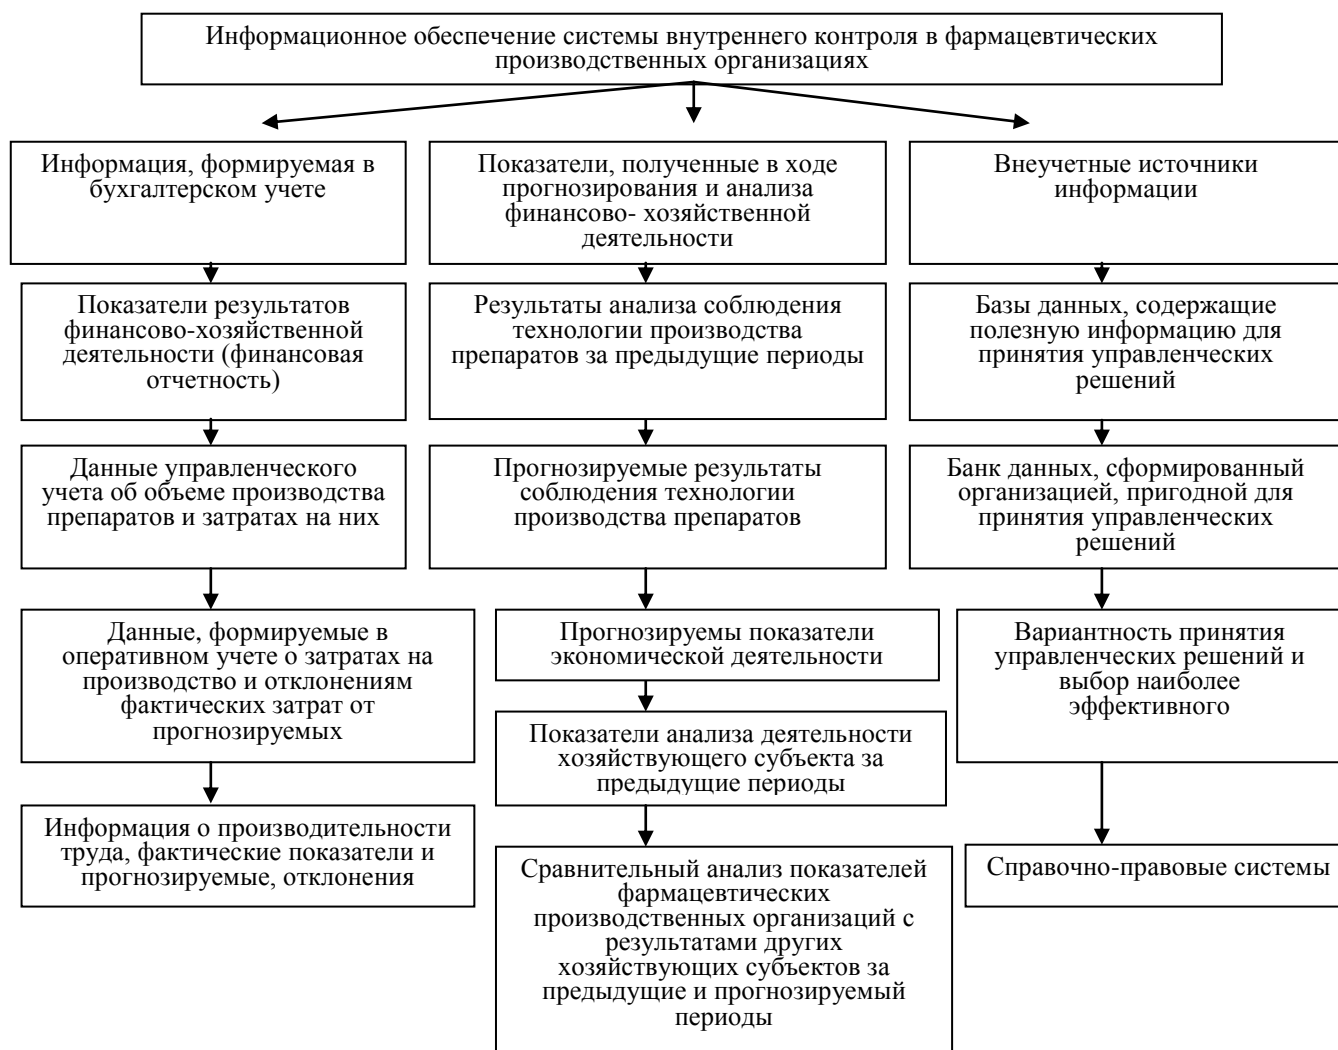 Информационное обеспечение системы внутреннего контроля в фармацевтических
производственных организациях
Информация, формируемая в
бухгалтерском учете
Показатели, полученные в ходе
прогнозирования и анализа
финансово- хозяйственной
деятельности
Внеучетные источники
информации
Показатели результатов
финансово-хозяйственной
деятельности (финансовая
отчетность)
Результаты анализа соблюдения
технологии производства
препаратов за предыдущие периоды
Базы данных, содержащие
полезную информацию для
принятия управленческих
решений
Данные управленческого
учета об объеме производства
препаратов и затратах на них
Прогнозируемые результаты
соблюдения технологии
производства препаратов
Банк данных, сформированный
организацией, пригодной для
принятия управленческих
решений
Данные, формируемые в
оперативном учете о затратах на
производство и отклонениям
фактических затрат от
прогнозируемых
Прогнозируемы показатели
экономической деятельности
Вариантность принятия
управленческих решений и
выбор наиболее
эффективного
Показатели анализа деятельности
хозяйствующего субъекта за
предыдущие периоды
Информация о производительности
труда, фактические показатели и
прогнозируемые, отклонения
Сравнительный анализ показателей
фармацевтических
производственных организаций с
результатами других
хозяйствующих субъектов за
предыдущие и прогнозируемый
периоды
Справочно-правовые системы